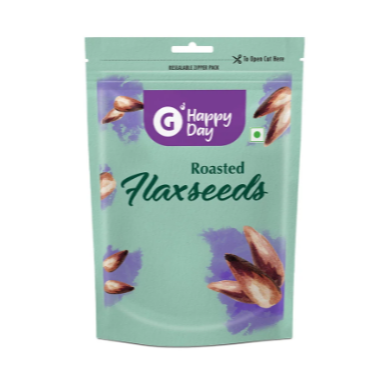 To Open Cut Here
RESEALABLE ZIPPER PACK
G Happy
Day
Roasted
Flaxseeds